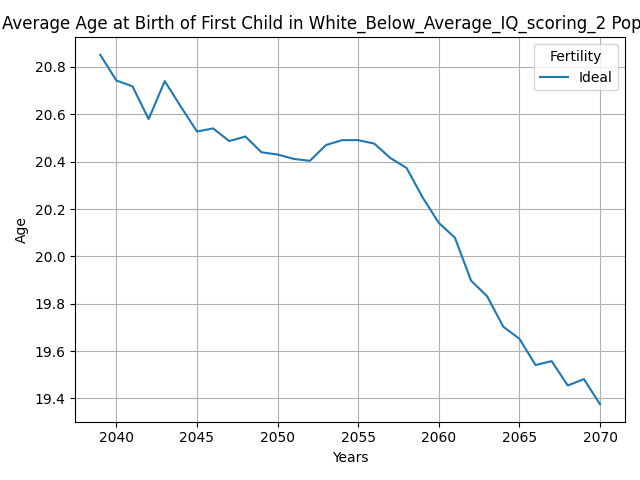 Average Age at Birth of First Child in White_Below_Average_IQ_scoring_2 Pop
Fertility
Ideal
20.8
20.6
20.4
20.2
20.0
19.8
19.6
19.4
Age
2040 2045 2050 2055 2060 2065 2070
Years